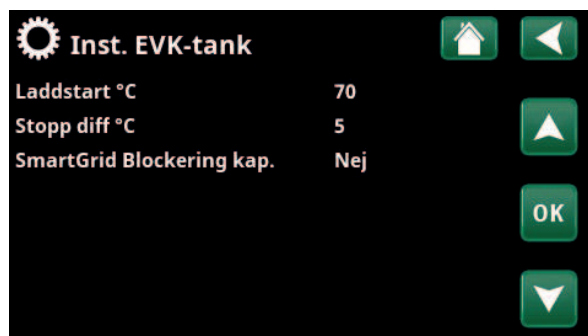 Inst. EVK-tank
Laddstart °C 70
Stopp diff °C 5
SmartGrid Blockering kap. Nej
OK